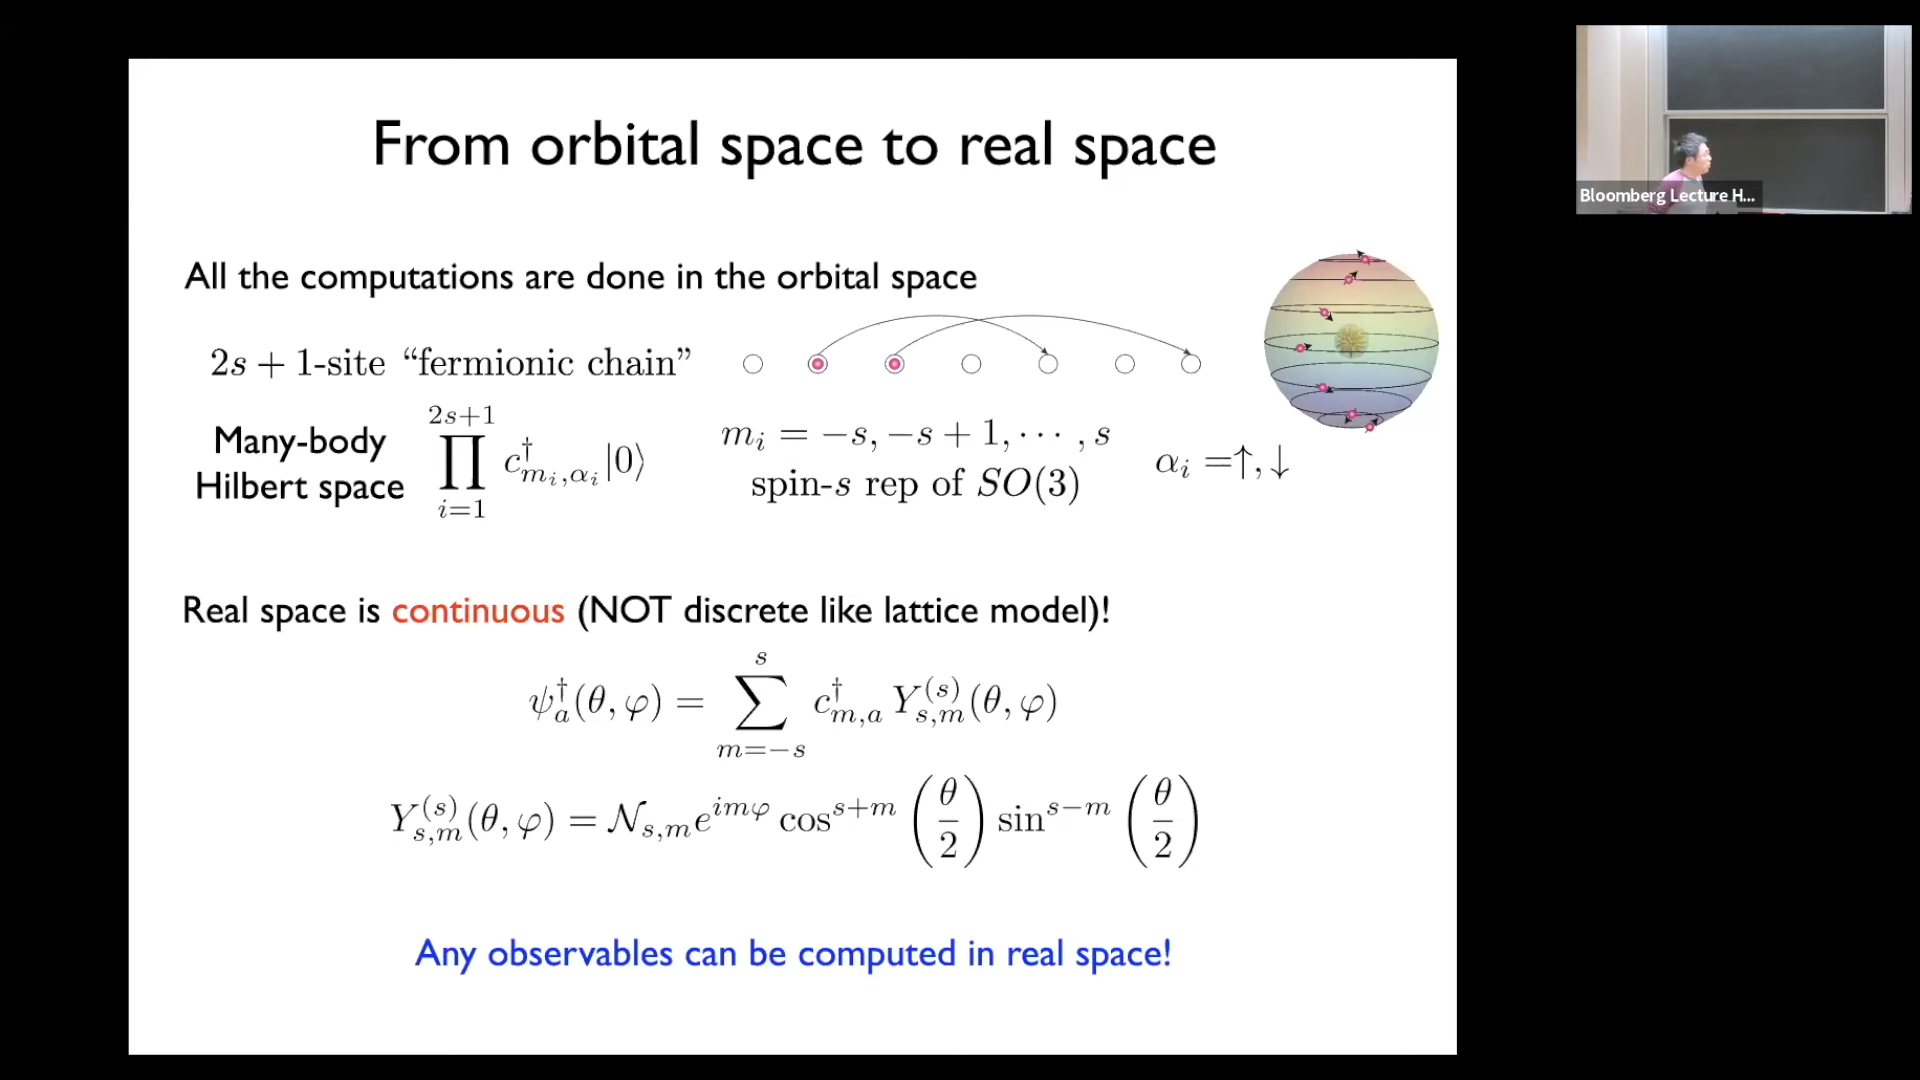 From orbital space to real space
Bloomberg Lecture H...
All the computations are done in the orbital space
2s + 1-site “fermionic chain”
Many-body Hilbert space ∏_{i=1}^{2s+1} c^†_{m_i,α_i}|0⟩
m_i = −s, −s + 1, ⋯ , s
spin-s rep of SO(3)
α_i =↑, ↓
Real space is continuous (NOT discrete like lattice model)!
ψ^†_a(θ, φ) = ∑_{m=−s}^{s} c^†_{m,a} Y^{(s)}_{s,m}(θ, φ)
Y^{(s)}_{s,m}(θ, φ) = 𝒩_{s,m}e^{imφ} cos^{s+m} (θ/2) sin^{s−m} (θ/2)
Any observables can be computed in real space!